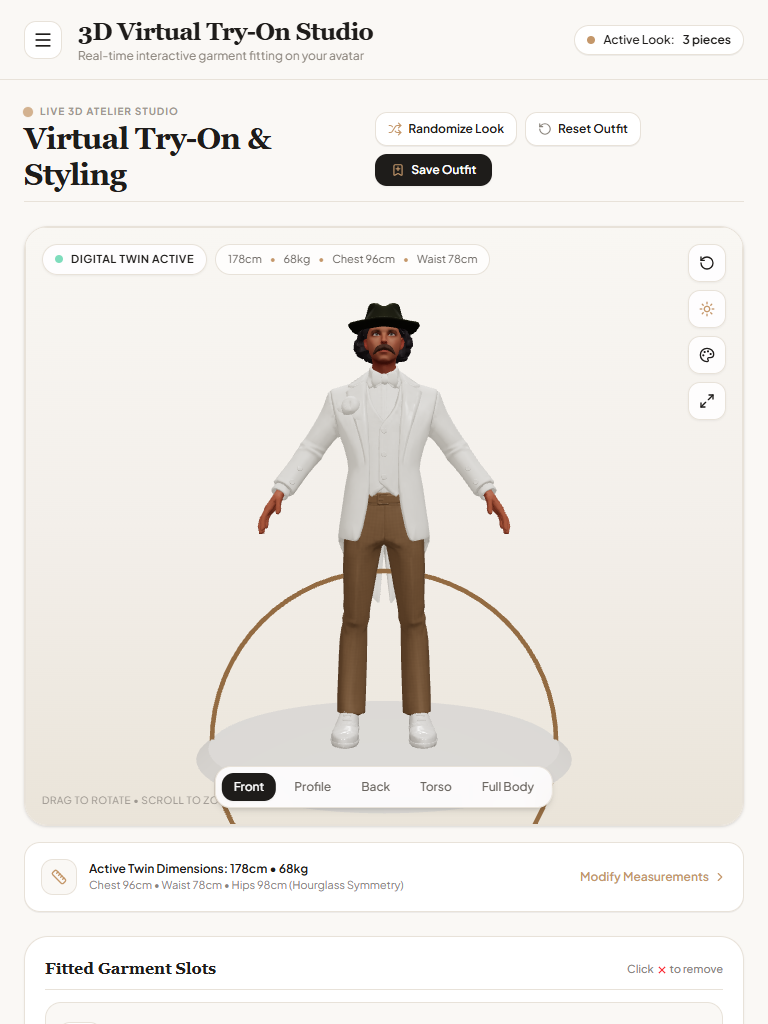 3D Virtual Try-On Studio
Real-time interactive garment fitting on your avatar
Active Look: 3 pieces
LIVE 3D ATELIER STUDIO
Virtual Try-On &
Styling
Randomize Look
Reset Outfit
Save Outfit
DIGITAL TWIN ACTIVE
178cm • 68kg • Chest 96cm • Waist 78cm
DRAG TO ROTATE • SCROLL TO
Front
Profile
Back
Torso
Full Body
Active Twin Dimensions: 178cm • 68kg
Chest 96cm • Waist 78cm • Hips 98cm (Hourglass Symmetry)
Modify Measurements
Fitted Garment Slots
Click × to remove